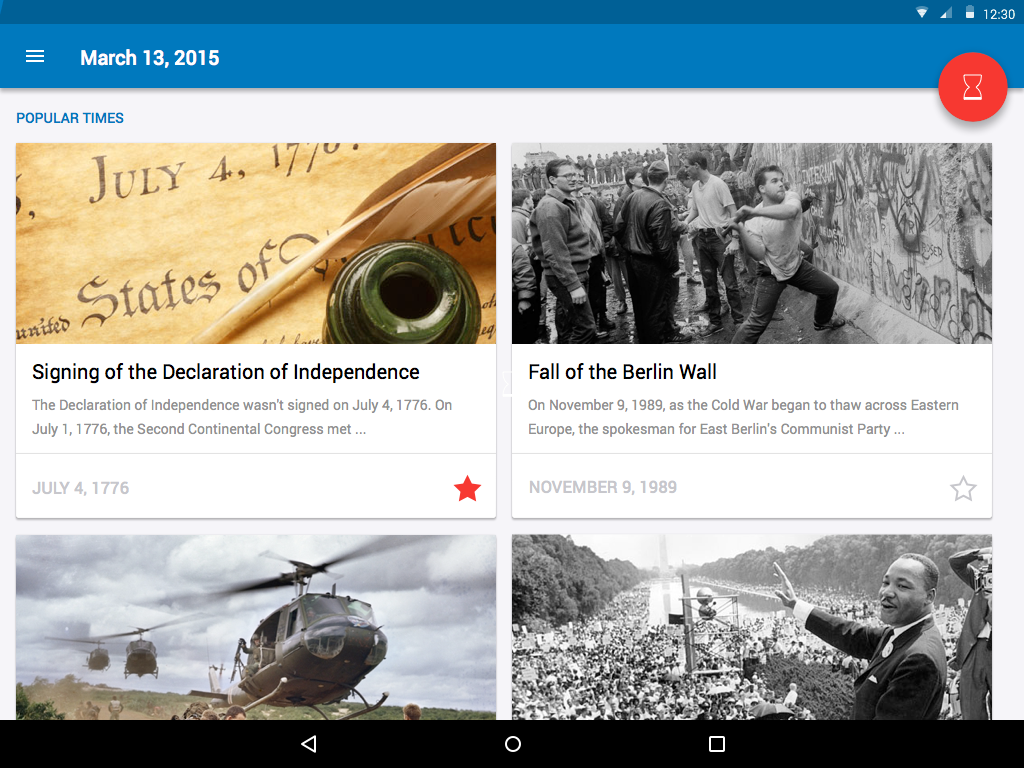 12:30
March 13, 2015
POPULAR TIMES
JULY 4, 177
States of
united
Signing of the Declaration of Independence
The Declaration of Independence wasn't signed on July 4, 1776. On
July 1, 1776, the Second Continental Congress met ...
JULY 4, 1776
Fall of the Berlin Wall
On November 9, 1989, as the Cold War began to thaw across Eastern
Europe, the spokesman for East Berlin's Communist Party ...
NOVEMBER 9, 1989